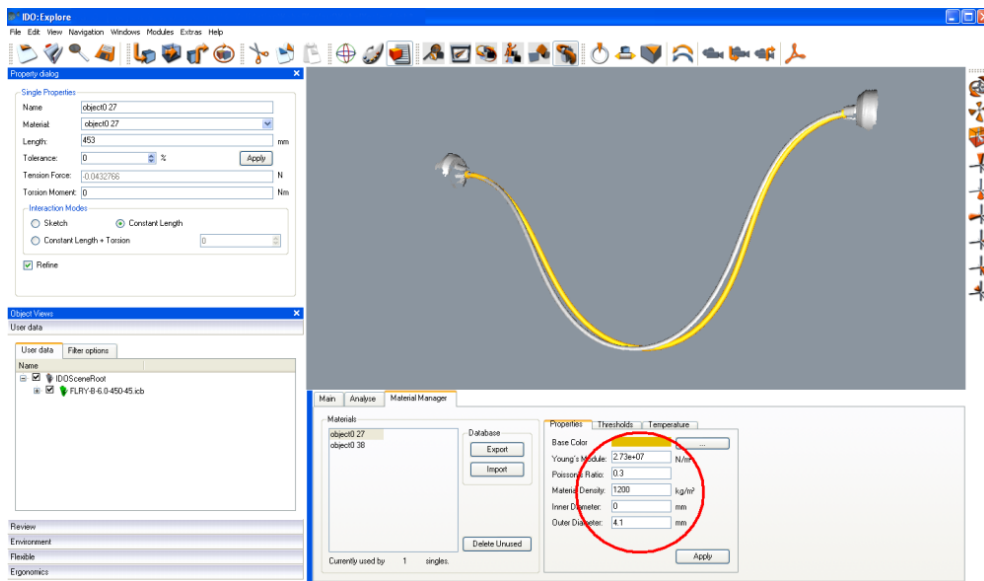 IDO:Explore
File Edit View Navigation Windows Modules Extras Help
Property dialog
Single Properties
Name object0 27
Material: object0 27
Length: 453 mm
Tolerance: 0 % Apply
Tension Force: -0.0432766 N
Torsion Moment: 0 Nm
Interaction Modes
Sketch Constant Length
Constant Length + Torsion 0
Refine
Object Views
User data
User data Filter options
Name
IDOSceneRoot
FLRY-B-6.0-450-45.icb
Review
Environment
Flexible
Ergonomics
Main Analyse Material Manager
Materials
object0 27
object0 38
Database
Export
Import
Delete Unused
Currently used by 1 singles.
Properties Thresholds Temperature
Base Color ...
Young's Module: 2.73e+07 N/m²
Poisson's Ratio: 0.3
Material Density: 1200 kg/m³
Inner Diameter: 0 mm
Outer Diameter: 4.1 mm
Apply